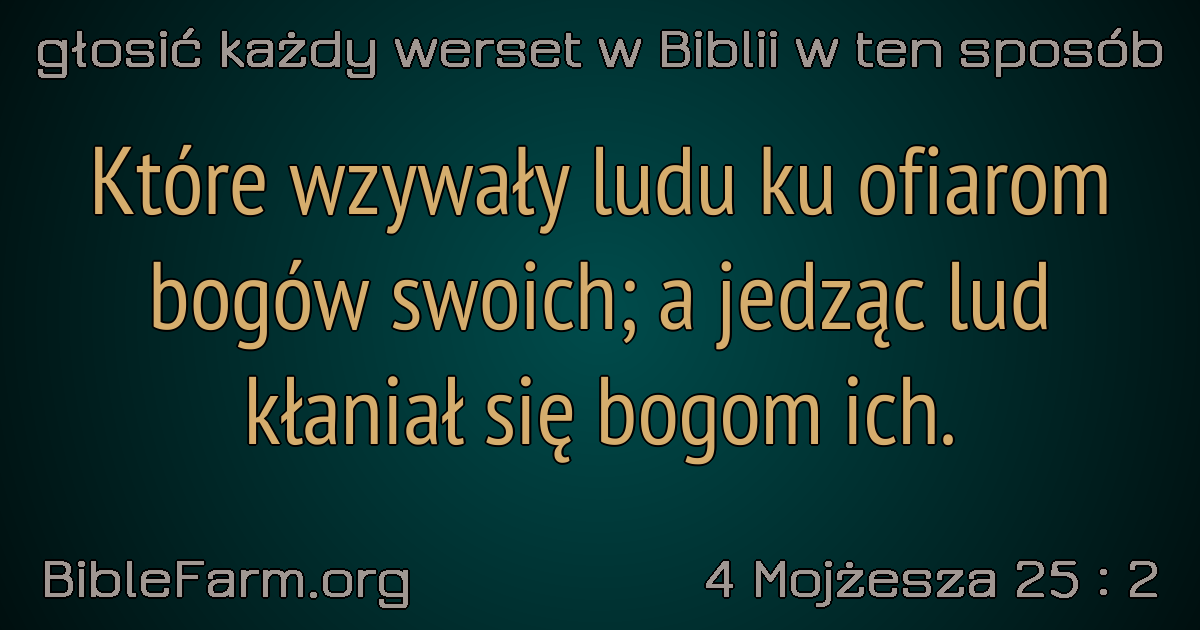 głosić każdy werset w Biblii w ten sposób
Które wzywały ludu ku ofiarom
bogów swoich; a jedząc lud
kłaniał się bogom ich.
BibleFarm.org
4 Mojżesza 25 : 2